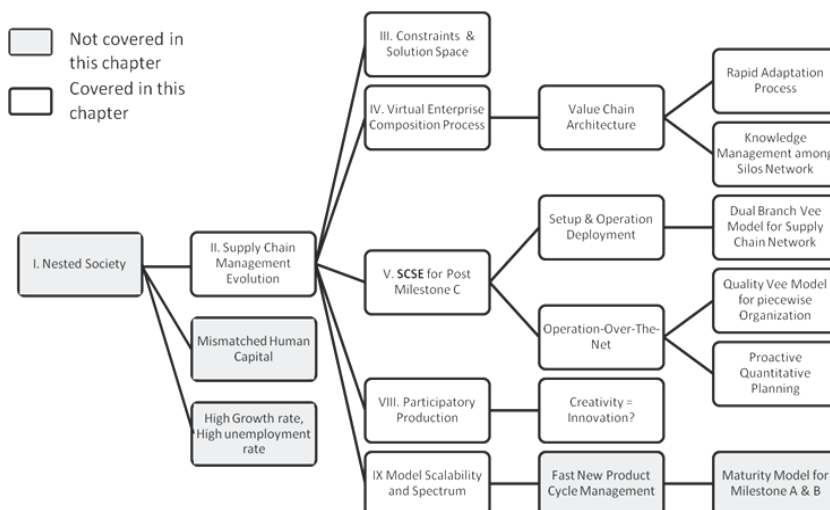 Not covered in
this chapter
Covered in this
chapter
I. Nested Society
II. Supply Chain
Management
Evolution
Mismatched Human
Capital
High Growth rate,
High unemployment
rate
III. Constraints &
Solution Space
IV. Virtual Enterprise
Composition Process
V. SCSE for Post
Milestone C
VIII. Participatory
Production
IX Model Scalability
and Spectrum
Value Chain
Architecture
Setup & Operation
Deployment
Operation-Over-The-
Net
Creativity =
Innovation?
Fast New Product
Cycle Management
Rapid Adaptation
Process
Knowledge
Management among
Silos Network
Dual Branch Vee
Model for Supply
Chain Network
Quality Vee Model
for piecewise
Organization
Proactive
Quantitative
Planning
Maturity Model for
Milestone A & B